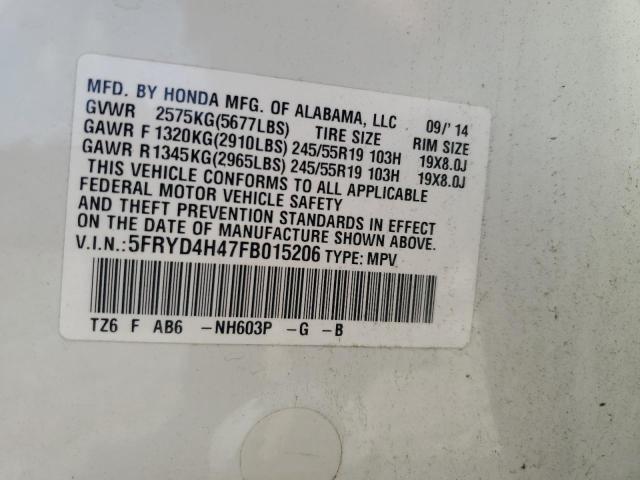 MFD. BY HONDA MFG. OF ALABAMA, LLC 09/'14
GVWR 2575KG(5677LBS) TIRE SIZE RIM SIZE
GAWR F 1320KG(2910LBS) 245/55R19 103H 19X8.0J
GAWR R 1345KG(2965LBS) 245/55R19 103H 19X8.0J
THIS VEHICLE CONFORMS TO ALL APPLICABLE
FEDERAL MOTOR VEHICLE SAFETY
AND THEFT PREVENTION STANDARDS IN EFFECT
ON THE DATE OF MANUFACTURE SHOWN ABOVE.
V.I.N.:5FRYD4H47FB015206 TYPE: MPV
TZ6 F AB6 -NH603P -G -B